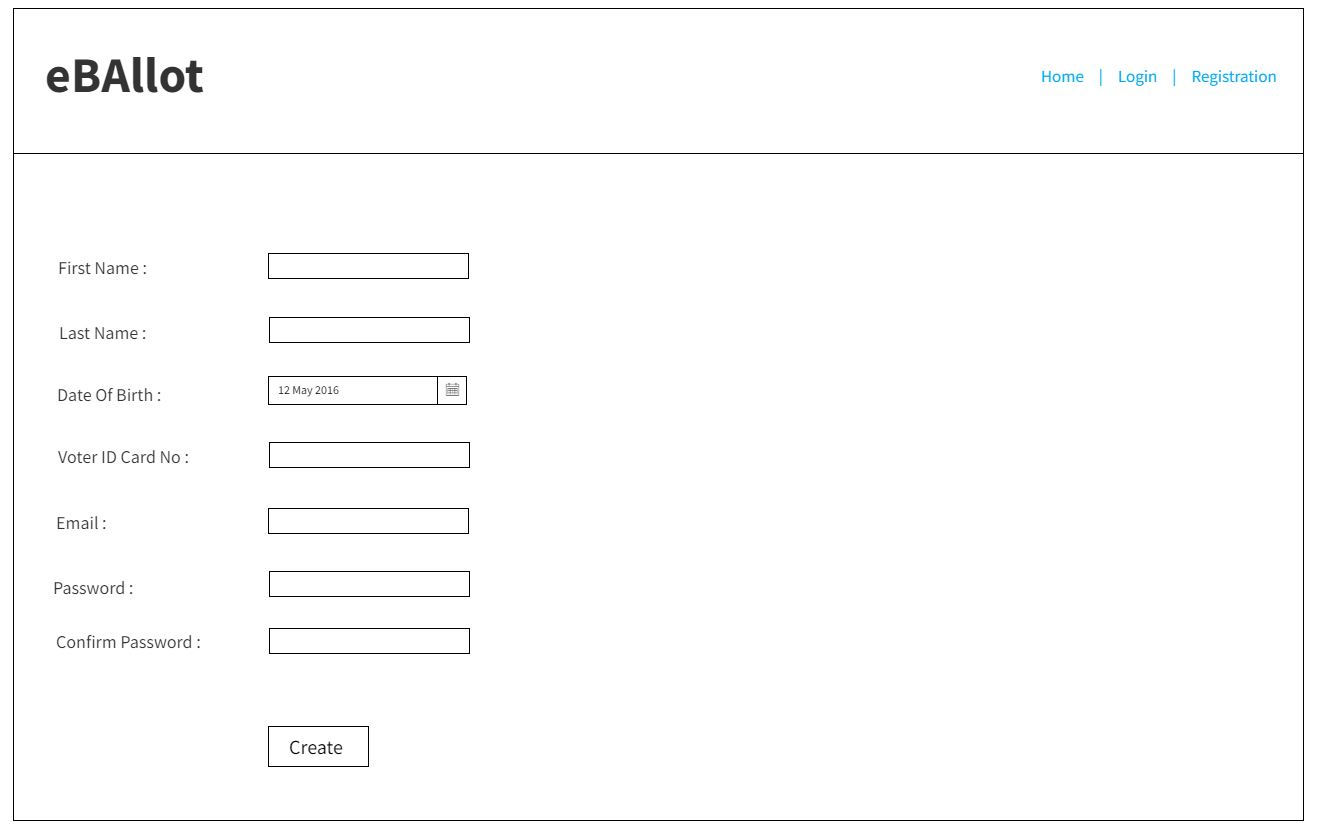 eBAllot
Home | Login | Registration
First Name :
Last Name :
Date Of Birth :
12 May 2016
Voter ID Card No :
Email :
Password :
Confirm Password :
Create